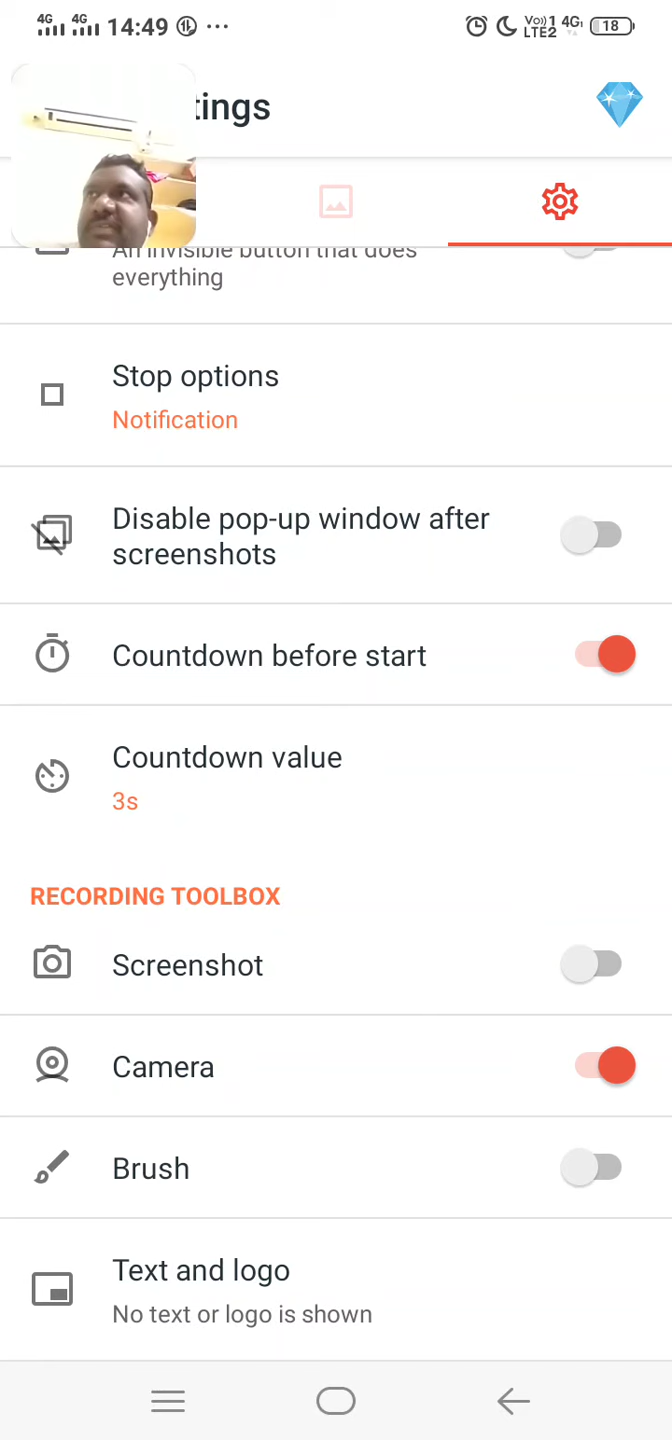 4G 4G 14:49 ... Vo)) 1 LTE2 4G 18
tings
An invisible button that does
everything
Stop options
Notification
Disable pop-up window after
screenshots
Countdown before start
Countdown value
3s
RECORDING TOOLBOX
Screenshot
Camera
Brush
Text and logo
No text or logo is shown